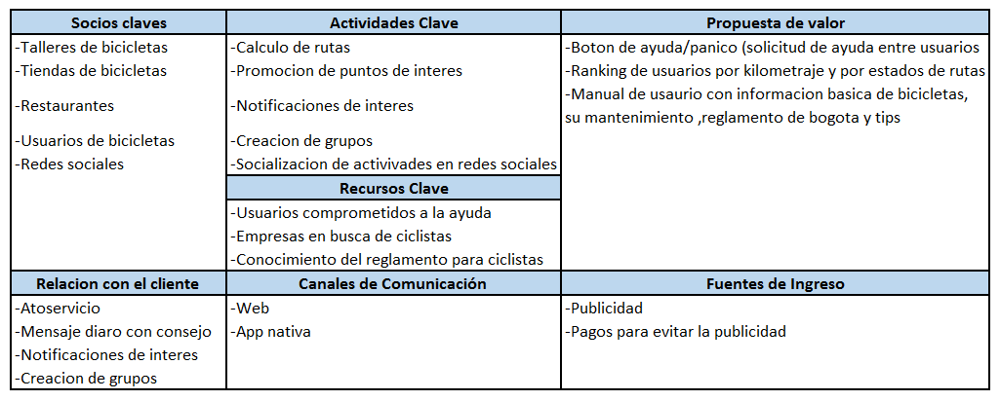 Socios claves
-Talleres de bicicletas
-Tiendas de bicicletas
-Restaurantes
-Usuarios de bicicletas
-Redes sociales
Actividades Clave
-Calculo de rutas
-Promocion de puntos de interes
-Notificaciones de interes
-Creacion de grupos
-Socializacion de activivades en redes sociales
Recursos Clave
-Usuarios comprometidos a la ayuda
-Empresas en busca de ciclistas
-Conocimiento del reglamento para ciclistas
Propuesta de valor
-Boton de ayuda/panico (solicitud de ayuda entre usuarios
-Ranking de usuarios por kilometraje y por estados de rutas
-Manual de usaurio con informacion basica de bicicletas,
su mantenimiento ,reglamento de bogota y tips
Relacion con el cliente
-Atoservicio
-Mensaje diaro con consejo
-Notificaciones de interes
-Creacion de grupos
Canales de Comunicación
-Web
-App nativa
Fuentes de Ingreso
-Publicidad
-Pagos para evitar la publicidad